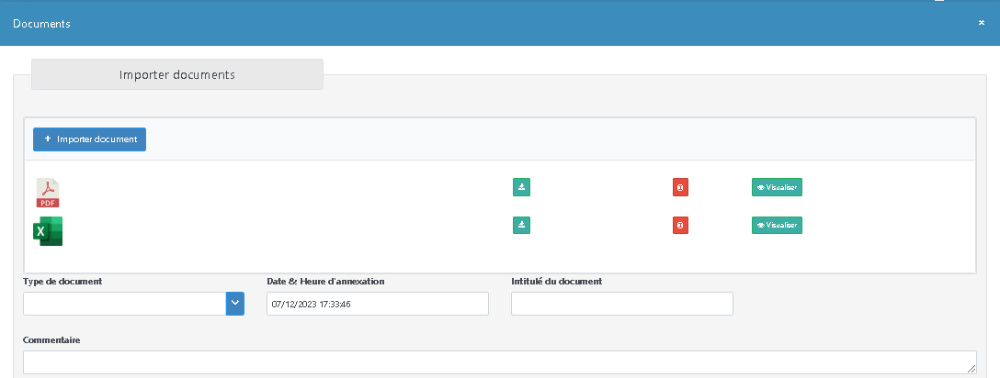 Documents ×
Importer documents
+ Importer document
PDF Visualiser
X Visualiser
Type de document Date & Heure d'annexation Intitulé du document
07/12/2023 17:33:46
Commentaire